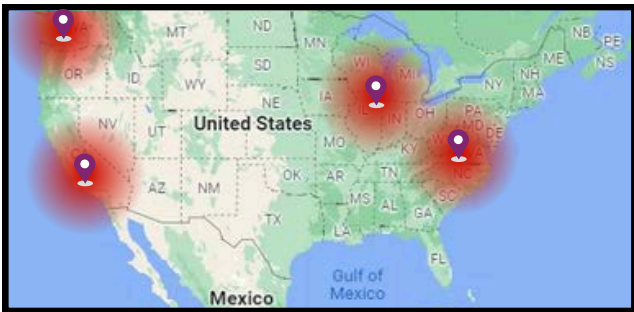 ND
MT
MN
NB
PE
OR
ID
SD
WI
MI
ME
NS
WY
NH
NY
MA
IA
NE
IN
OH
PA
NV
United States
MD
DE
UT
MO
KY
AZ
NM
OK
AR
TN
NC
SC
TX
MS
AL
GA
LA
FL
Gulf of
Mexico
Mexico